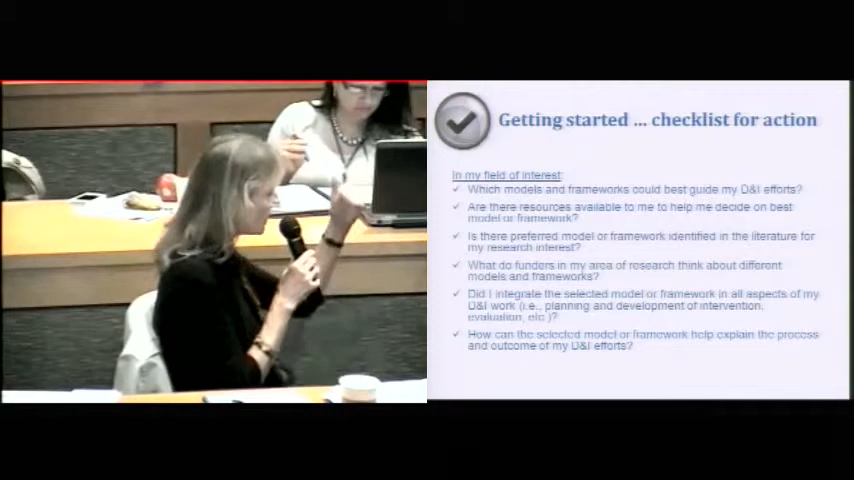 Getting started ... checklist for action
In my field of interest:
Which models and frameworks could best guide my D&I efforts?
Are there resources available to me to help me decide on best
model or framework?
Is there preferred model or framework identified in the literature for
my research interest?
What do funders in my area of research think about different
models and frameworks?
Did I integrate the selected model or framework in all aspects of my
D&I work (i.e., planning and development of intervention,
evaluation, etc.)?
How can the selected model or framework help explain the process
and outcome of my D&I efforts?